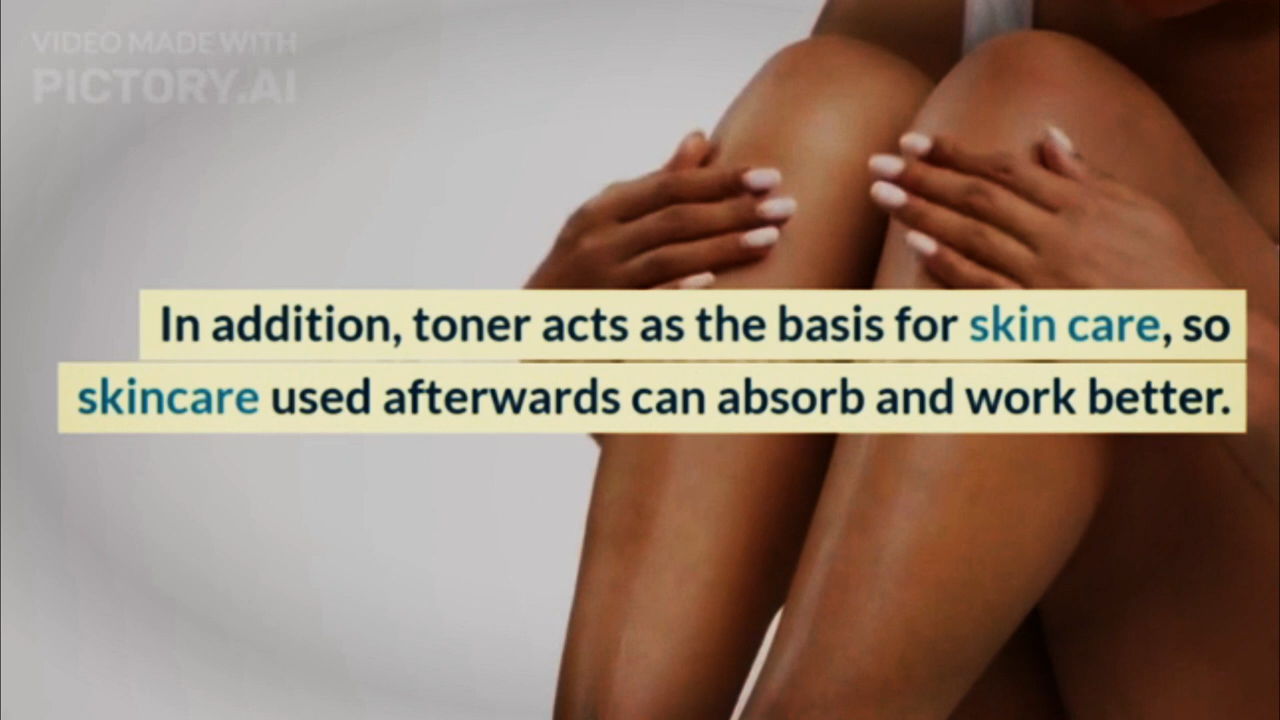 VIDEO MADE WITH
PICTORY.AI
In addition, toner acts as the basis for skin care, so
skincare used afterwards can absorb and work better.